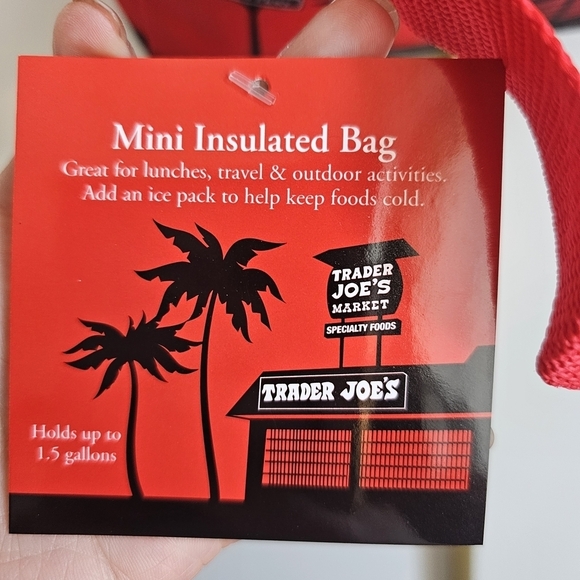 Mini Insulated Bag
Great for lunches, travel & outdoor activities.
Add an ice pack to help keep foods cold.
TRADER
JOE'S
MARKET
SPECIALTY FOODS
TRADER JOE'S
Holds up to
1.5 gallons